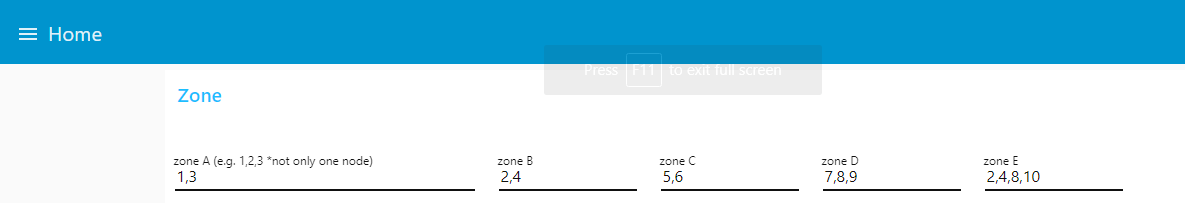 Home
Press F11 to exit full screen
Zone
zone A (e.g. 1,2,3 *not only one node)
1,3
zone B
2,4
zone C
5,6
zone D
7,8,9
zone E
2,4,8,10